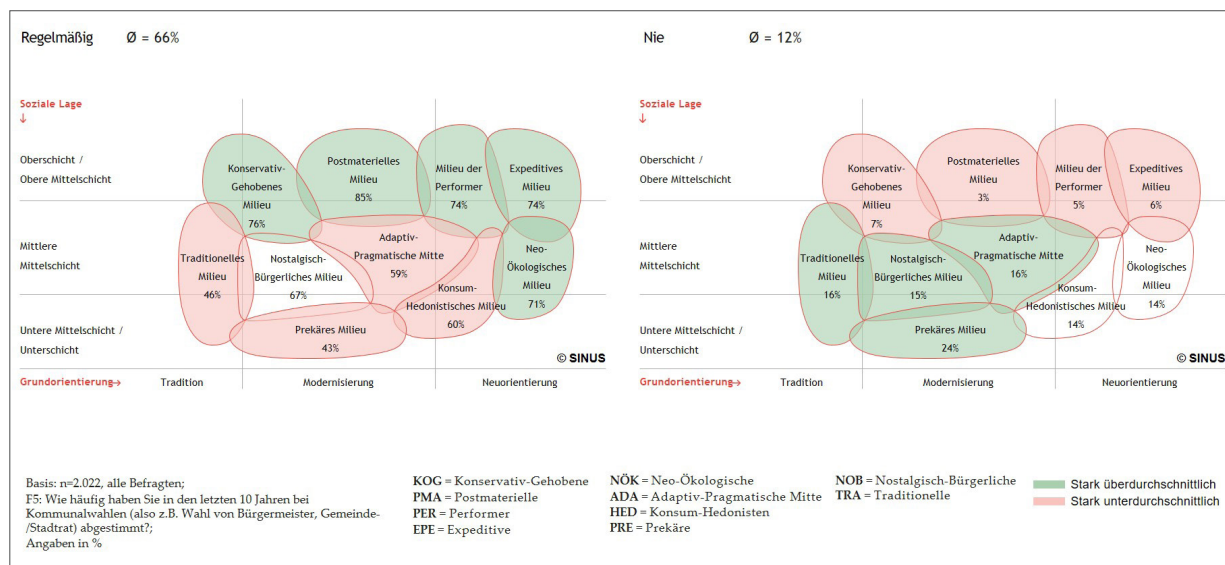 Regelmäßig Ø = 66%
Soziale Lage
↓
Oberschicht /
Obere Mittelschicht
Mittlere
Mittelschicht
Untere Mittelschicht /
Unterschicht
Konservativ-
Gehobenes
Milieu
76%
Postmaterielles
Milieu
85%
Milieu der
Performer
74%
Expeditives
Milieu
74%
Traditionelles
Milieu
46%
Nostalgisch-
Bürgerliches Milieu
67%
Adaptiv-
Pragmatische Mitte
59%
Konsum-
Hedonistisches Milieu
60%
Neo-
Ökologisches
Milieu
71%
Prekäres Milieu
43%
© SINUS
Grundorientierung→ Tradition Modernisierung Neuorientierung
Nie Ø = 12%
Soziale Lage
↓
Oberschicht /
Obere Mittelschicht
Mittlere
Mittelschicht
Untere Mittelschicht /
Unterschicht
Konservativ-
Gehobenes
Milieu
7%
Postmaterielles
Milieu
3%
Milieu der
Performer
5%
Expeditives
Milieu
6%
Traditionelles
Milieu
16%
Nostalgisch-
Bürgerliches Milieu
15%
Adaptiv-
Pragmatische Mitte
16%
Konsum-
Hedonistisches Milieu
14%
Neo-
Ökologisches
Milieu
14%
Prekäres Milieu
24%
© SINUS
Grundorientierung→ Tradition Modernisierung Neuorientierung
Basis: n=2.022, alle Befragten;
F5: Wie häufig haben Sie in den letzten 10 Jahren bei
Kommunalwahlen (also z.B. Wahl von Bürgermeister, Gemeinde-
/Stadtrat) abgestimmt?;
Angaben in %
KOG = Konservativ-Gehobene
PMA = Postmaterielle
PER = Performer
EPE = Expeditive
NÖK = Neo-Ökologische
ADA = Adaptiv-Pragmatische Mitte
HED = Konsum-Hedonisten
PRE = Prekäre
NOB = Nostalgisch-Bürgerliche
TRA = Traditionelle
Stark überdurchschnittlich
Stark unterdurchschnittlich